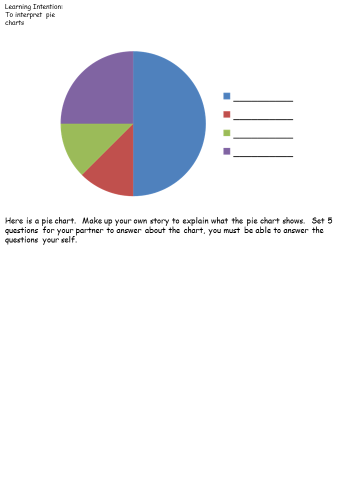 Learning Intention:
To interpret pie
charts
Here is a pie chart. Make up your own story to explain what the pie chart shows. Set 5
questions for your partner to answer about the chart, you must be able to answer the
questions your self.